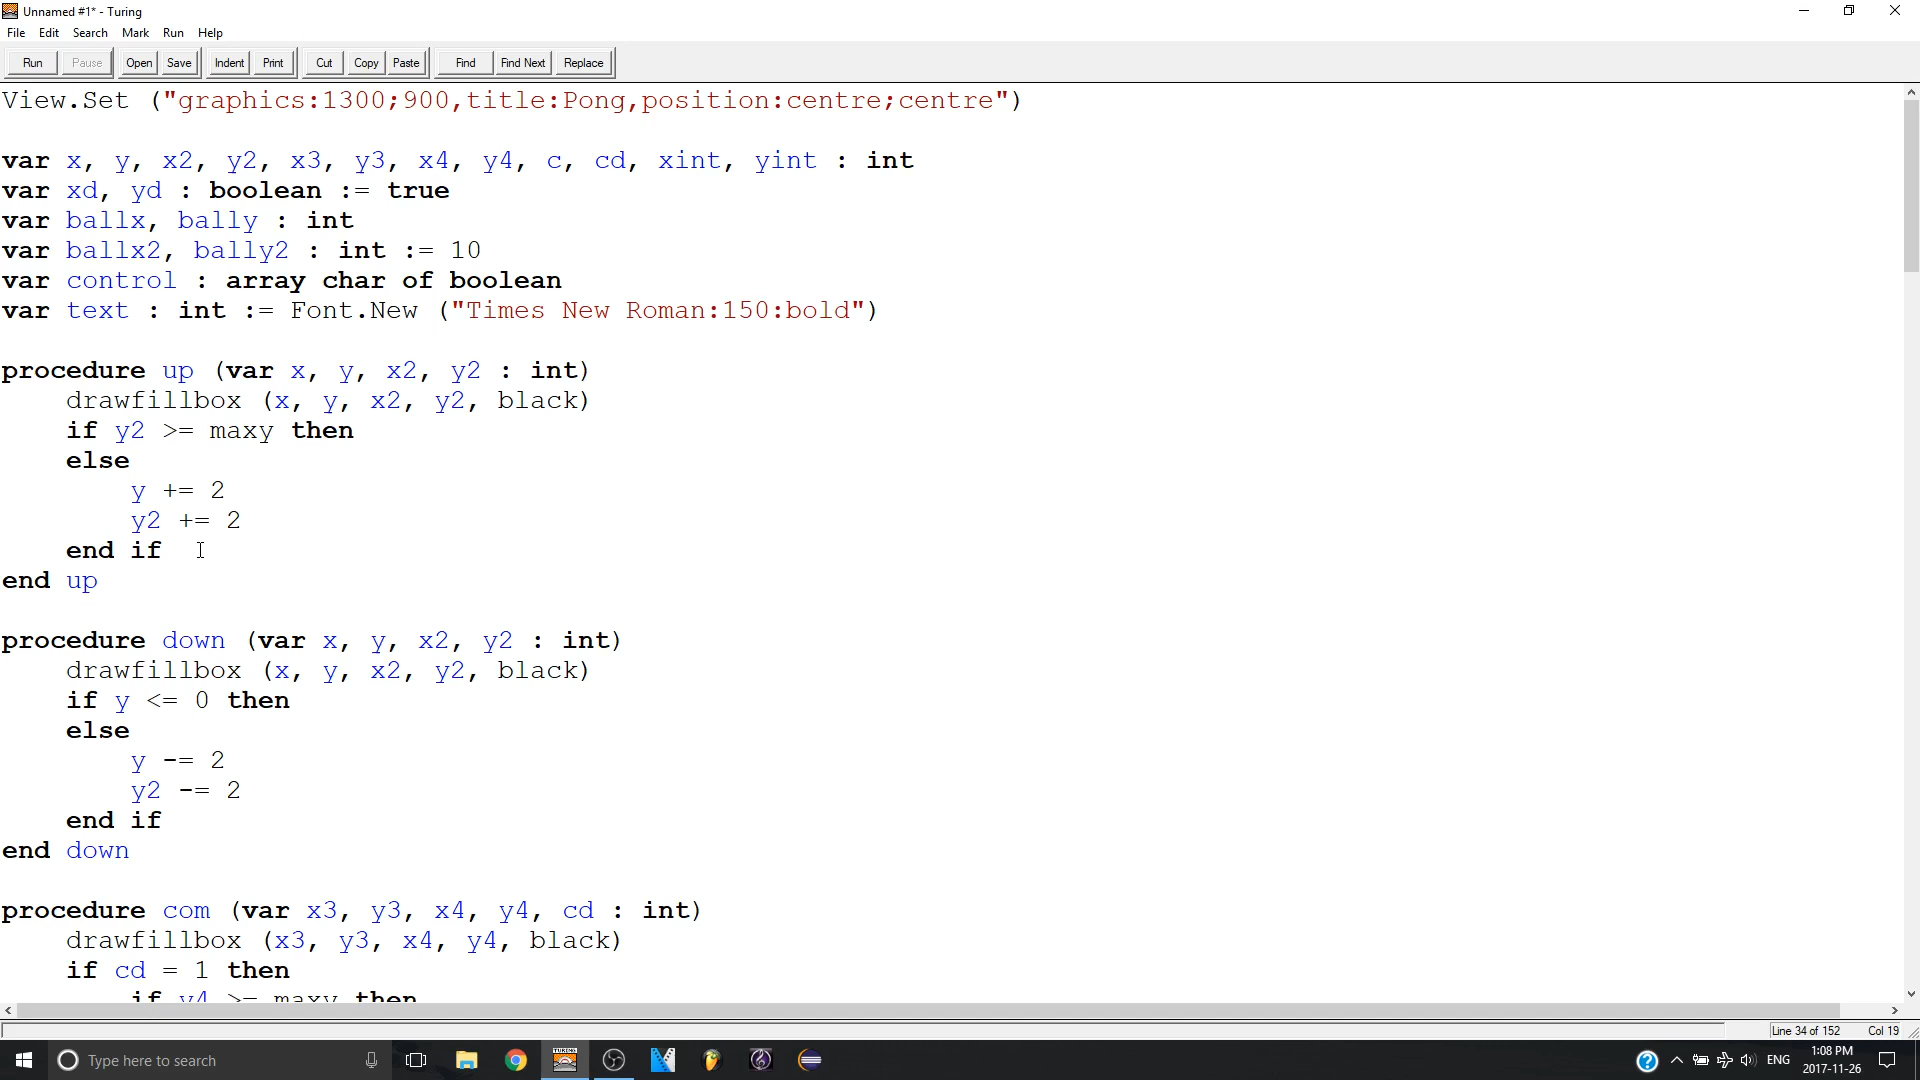 Unnamed #1* - Turing
File Edit Search Mark Run Help
Run Pause Open Save Indent Print Cut Copy Paste Find Find Next Replace
View.Set ("graphics:1300;900,title:Pong,position:centre;centre")
var x, y, x2, y2, x3, y3, x4, y4, c, cd, xint, yint : int
var xd, yd : boolean := true
var ballx, bally : int
var ballx2, bally2 : int := 10
var control : array char of boolean
var text : int := Font.New ("Times New Roman:150:bold")
procedure up (var x, y, x2, y2 : int)
drawfillbox (x, y, x2, y2, black)
if y2 >= maxy then
else
y += 2
y2 += 2
end if
end up
procedure down (var x, y, x2, y2 : int)
drawfillbox (x, y, x2, y2, black)
if y <= 0 then
else
y -= 2
y2 -= 2
end if
end down
procedure com (var x3, y3, x4, y4, cd : int)
drawfillbox (x3, y3, x4, y4, black)
if cd = 1 then
if y4 >= maxy then
Line 34 of 152 Col 19
Type here to search
TURING
ENG
1:08 PM
2017-11-26